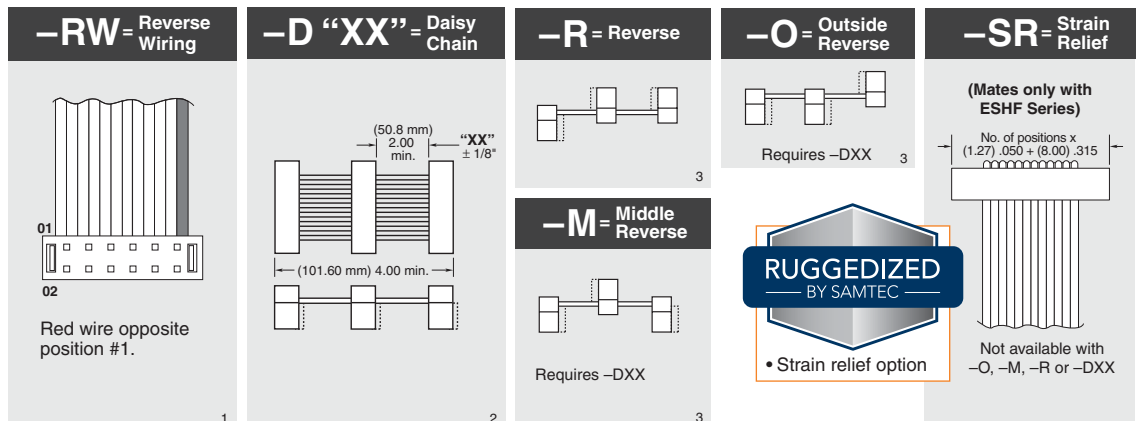 –RW= Reverse
Wiring
01
02
Red wire opposite
position #1.
1
–D “XX”= Daisy
Chain
(50.8 mm)
2.00
min.
“XX”
± 1/8"
(101.60 mm) 4.00 min.
2
–R= Reverse
3
–M= Middle
Reverse
Requires –DXX
3
–O= Outside
Reverse
Requires –DXX
3
RUGGEDIZED
BY SAMTEC
• Strain relief option
–SR= Strain
Relief
(Mates only with
ESHF Series)
No. of positions x
(1.27) .050 + (8.00) .315
Not available with
–O, –M, –R or –DXX